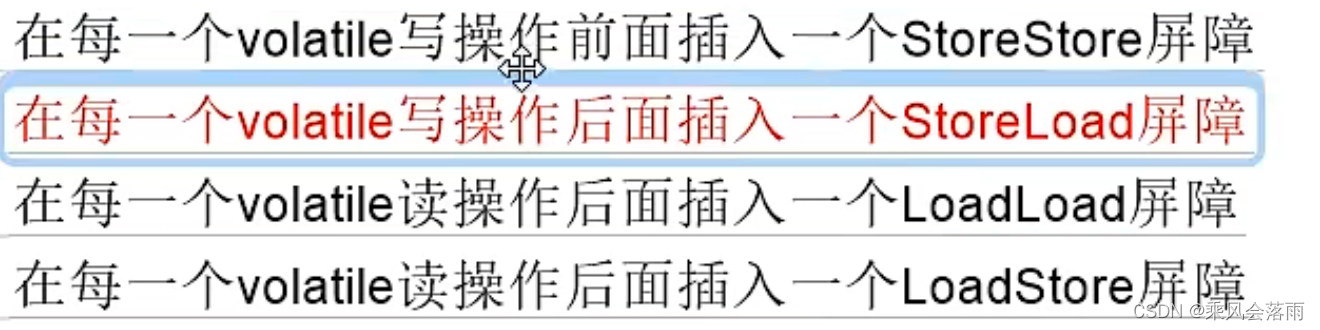 在每一个volatile写操作前面插入一个StoreStore屏障
在每一个volatile写操作后面插入一个StoreLoad屏障
在每一个volatile读操作后面插入一个LoadLoad屏障
在每一个volatile读操作后面插入一个LoadStore屏障
CSDN @乘风会落雨